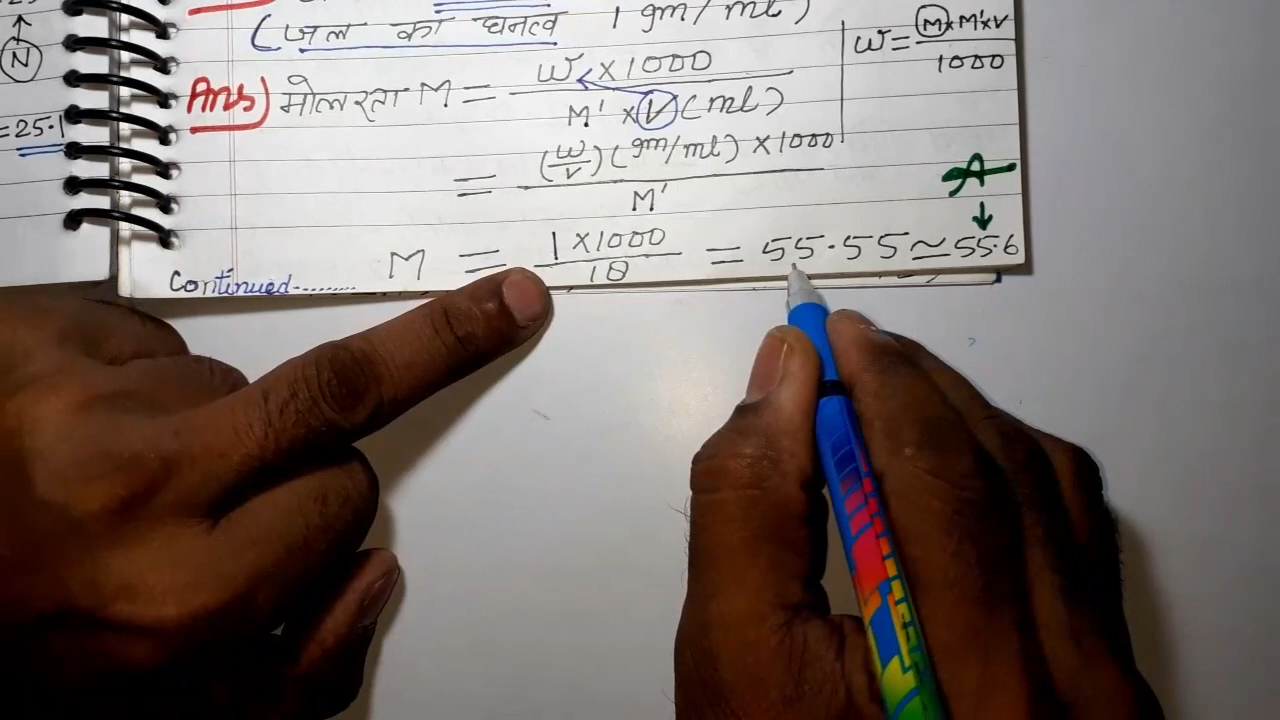 (जल का घनत्व 1 gm/ml)
Ans) मोलरता M = W × 1000 / M' × V (ml)
W = M × M' × V / 1000
= (W/V) (gm/ml) × 1000 / M'
M = 1 × 1000 / 18 = 55.55 ≃ 55.6
A
Continued.........
N
= 25.1